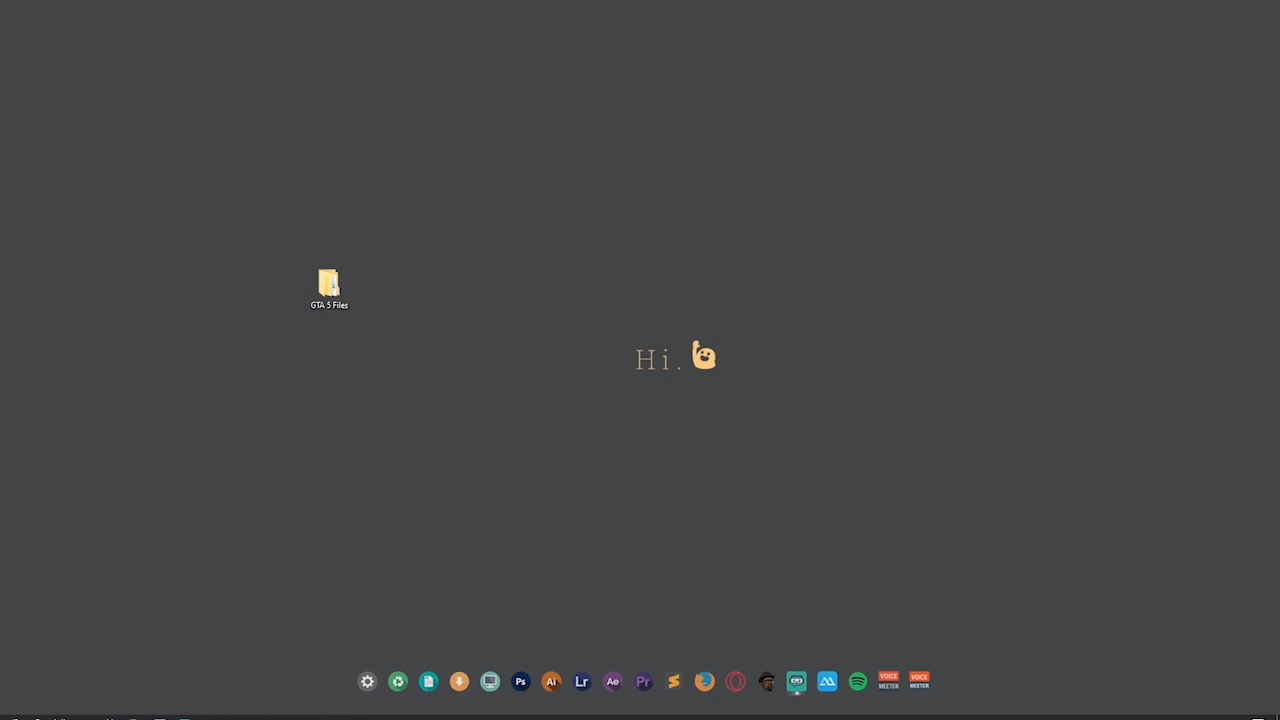 GTA 5 Files
Hi.
Ps
Ai
Lr
Ae
Pr
VOICE
MEETER
VOICE
MEETER